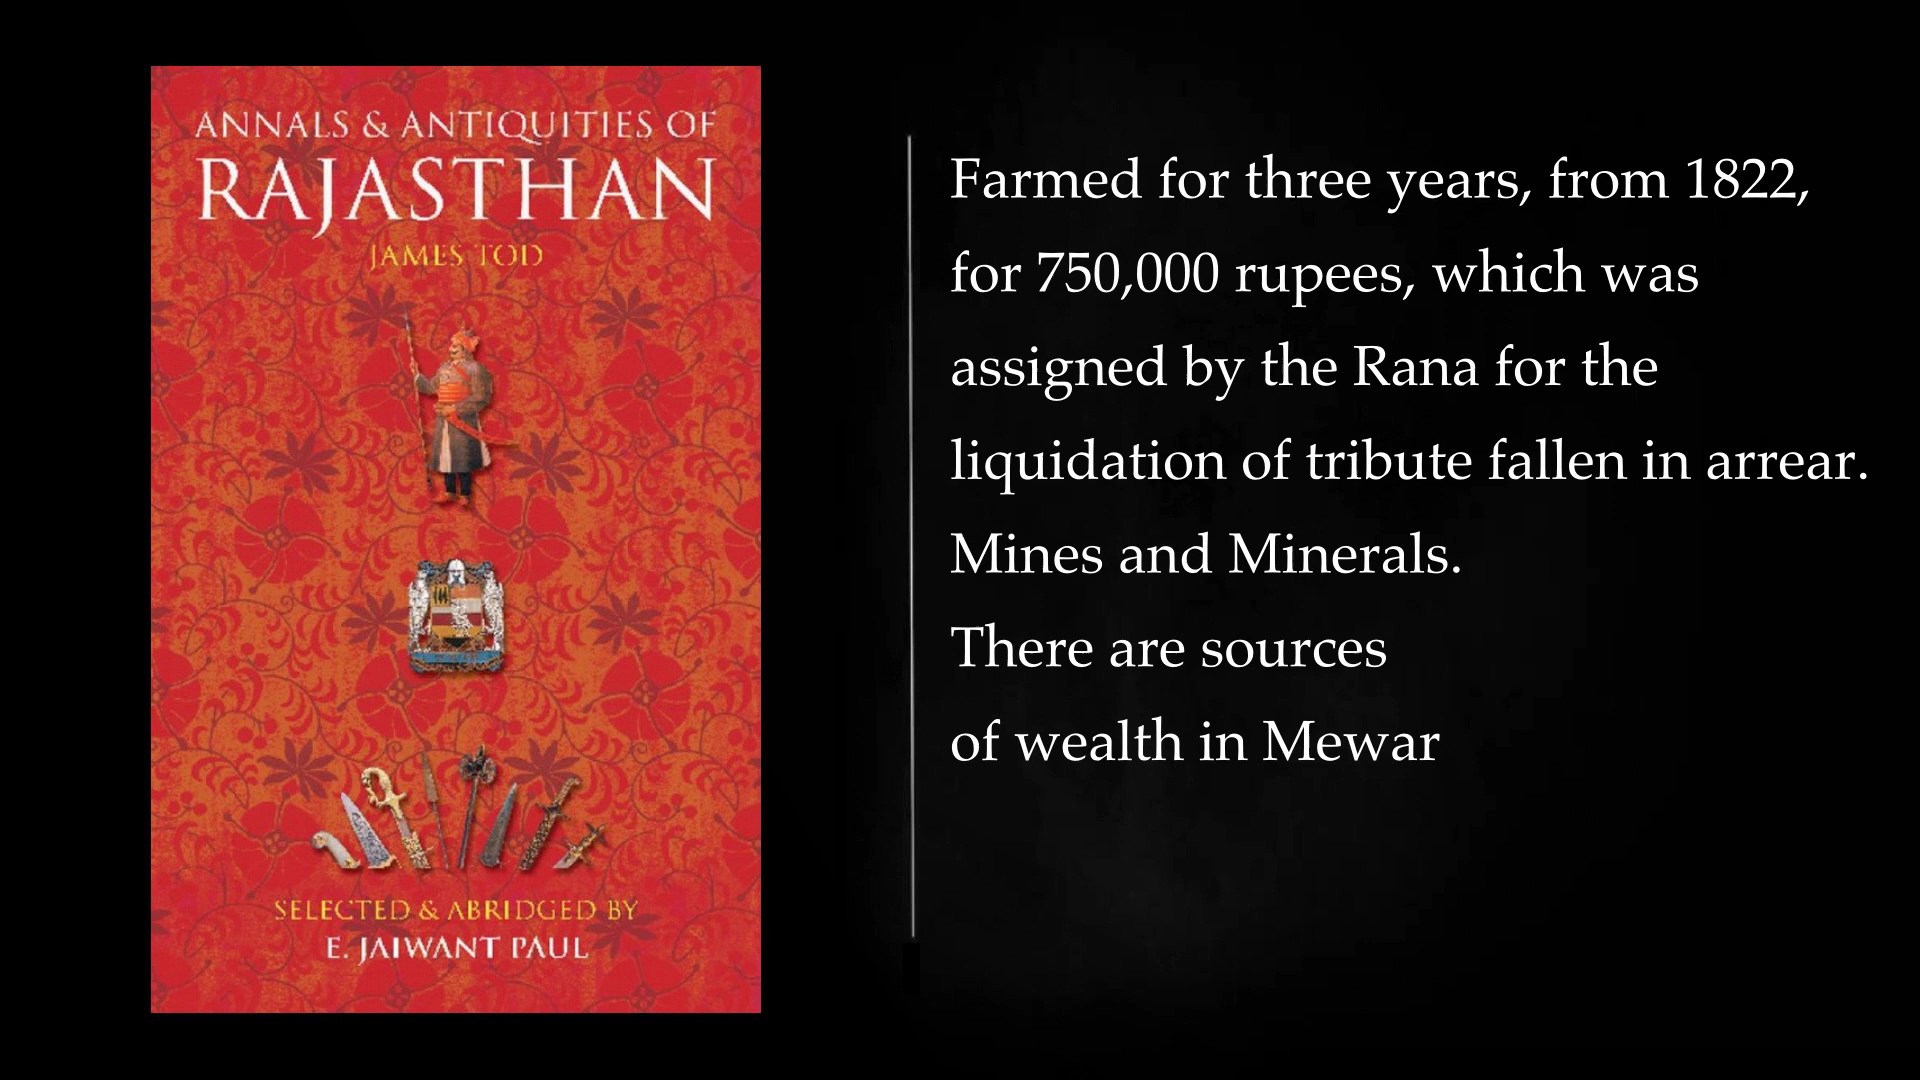 ANNALS & ANTIQUITIES OF
RAJASTHAN
JAMES TOD
SELECTED & ABRIDGED BY
E. JAIWANT PAUL
Farmed for three years, from 1822,
for 750,000 rupees, which was
assigned by the Rana for the
liquidation of tribute fallen in arrear.
Mines and Minerals.
There are sources
of wealth in Mewar